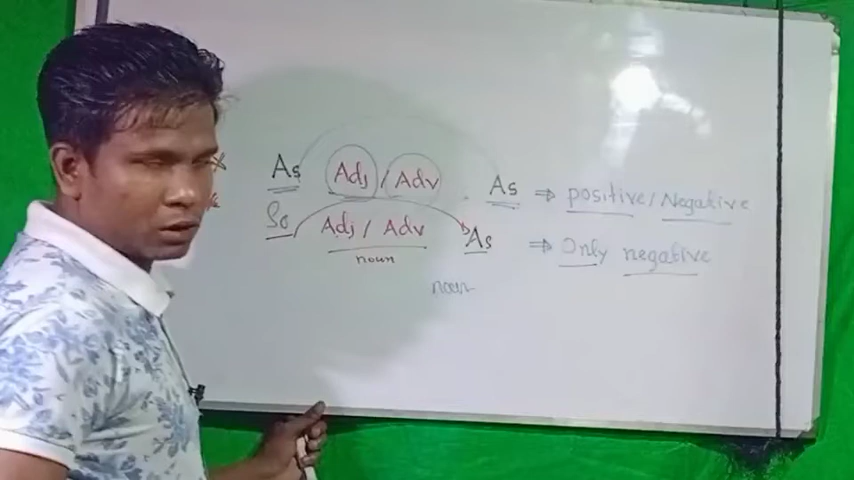 As Adj / Adv As ⇒ positive / Negative
So Adj / Adv As ⇒ Only negative
noun
noun